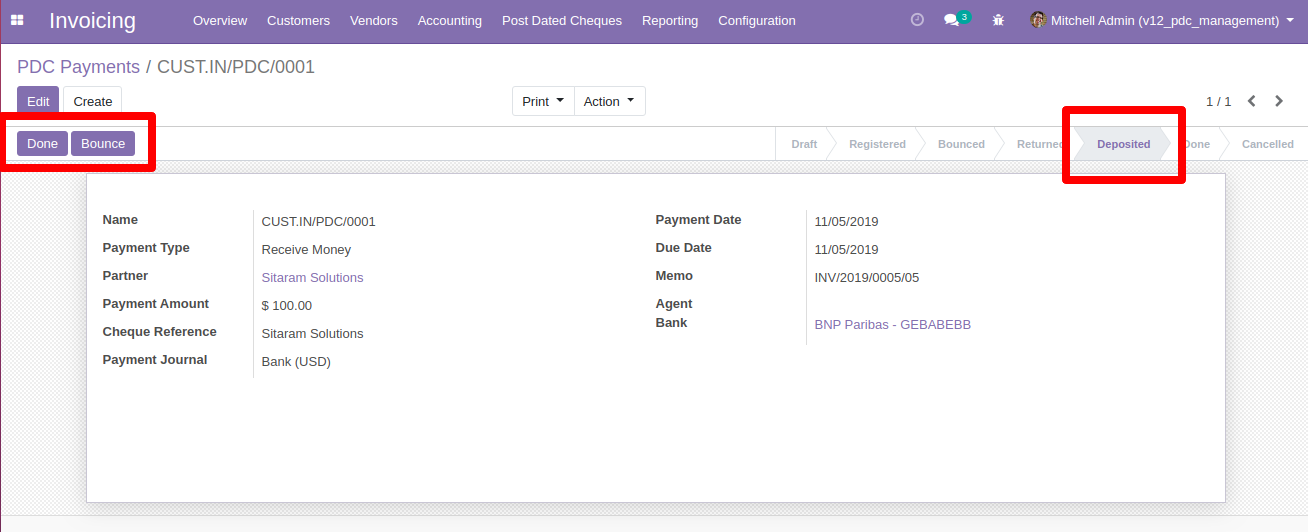 Invoicing Overview Customers Vendors Accounting Post Dated Cheques Reporting Configuration 3 Mitchell Admin (v12_pdc_management)
PDC Payments / CUST.IN/PDC/0001
Edit Create Print Action 1 / 1
Done Bounce Draft Registered Bounced Returned Deposited Done Cancelled
Name CUST.IN/PDC/0001 Payment Date 11/05/2019
Payment Type Receive Money Due Date 11/05/2019
Partner Sitaram Solutions Memo INV/2019/0005/05
Payment Amount $ 100.00 Agent
Cheque Reference Sitaram Solutions Bank BNP Paribas - GEBABEBB
Payment Journal Bank (USD)